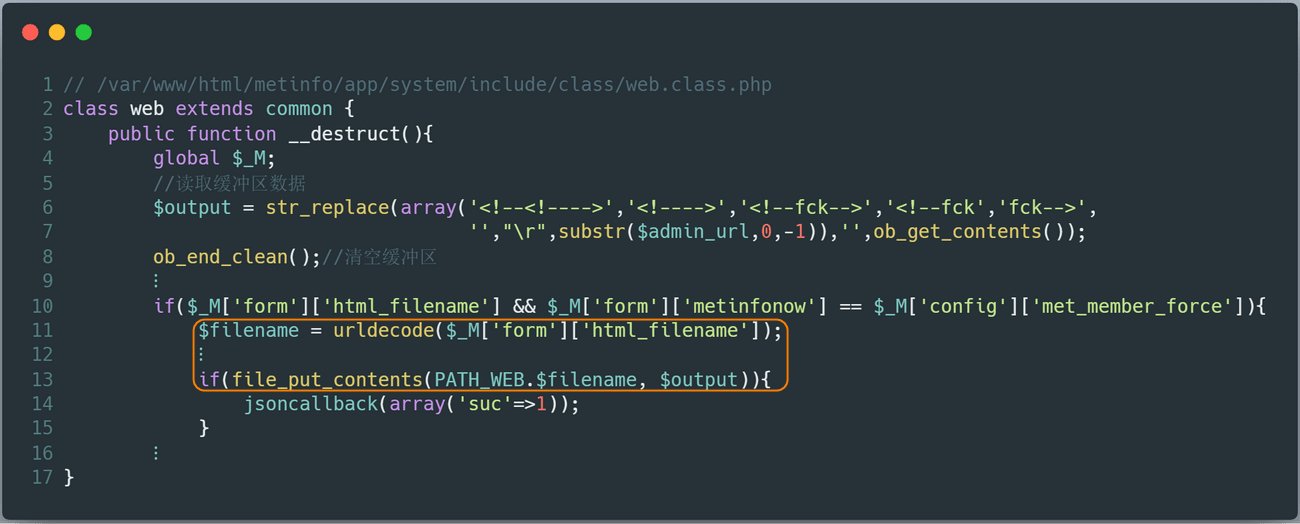 1 // /var/www/html/metinfo/app/system/include/class/web.class.php
2 class web extends common {
3     public function __destruct(){
4         global $_M;
5         //读取缓冲区数据
6         $output = str_replace(array('<!--<!---->','<!---->','<!--fck-->','<!--fck','fck-->',
7                                     '',"\r",substr($admin_url,0,-1)),'',ob_get_contents());
8         ob_end_clean();//清空缓冲区
9         ⋮
10         if($_M['form']['html_filename'] && $_M['form']['metinfonow'] == $_M['config']['met_member_force']){
11             $filename = urldecode($_M['form']['html_filename']);
12             ⋮
13             if(file_put_contents(PATH_WEB.$filename, $output)){
14                 jsoncallback(array('suc'=>1));
15             }
16         ⋮
17 }